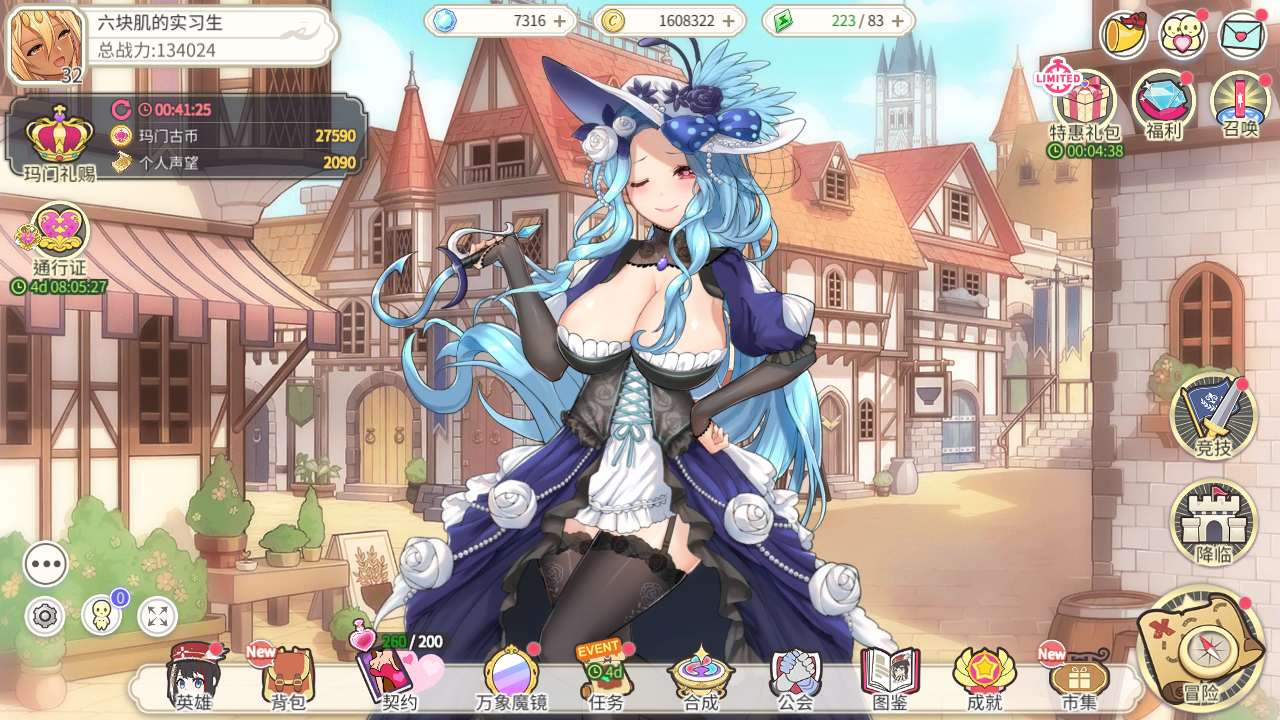 六块肌的实习生
总战力:134024
32
7316 +
1608322 +
223 / 83 +
00:41:25
玛门古币 27590
个人声望 2090
玛门礼赐
通行证
4d 08:05:27
LIMITED
特惠礼包
00:04:38
福利
召唤
竞技
降临
冒险
0
260 / 200
英雄
New
背包
契约
万象魔镜
EVENT
4d
任务
合成
公会
图鉴
成就
New
市集